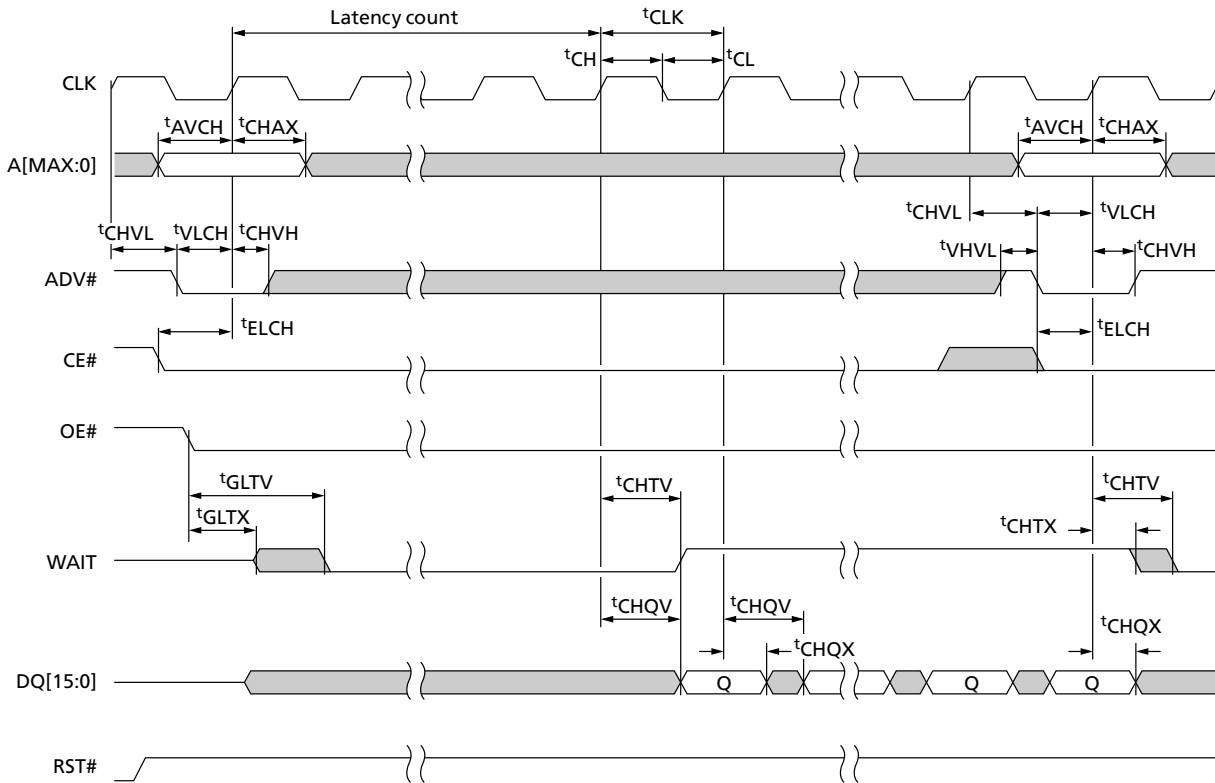 Latency count
tCLK
tCH
tCL
CLK
tAVCH
tCHAX
tAVCH
tCHAX
A[MAX:0]
tCHVL
tVLCH
tCHVL
tVLCH
tCHVH
tVHVL
tCHVH
ADV#
tELCH
tELCH
CE#
OE#
tGLTV
tCHTV
tCHTV
tGLTX
tCHTX
WAIT
tCHQV
tCHQV
tCHQX
tCHQX
DQ[15:0]
Q
Q
Q
RST#